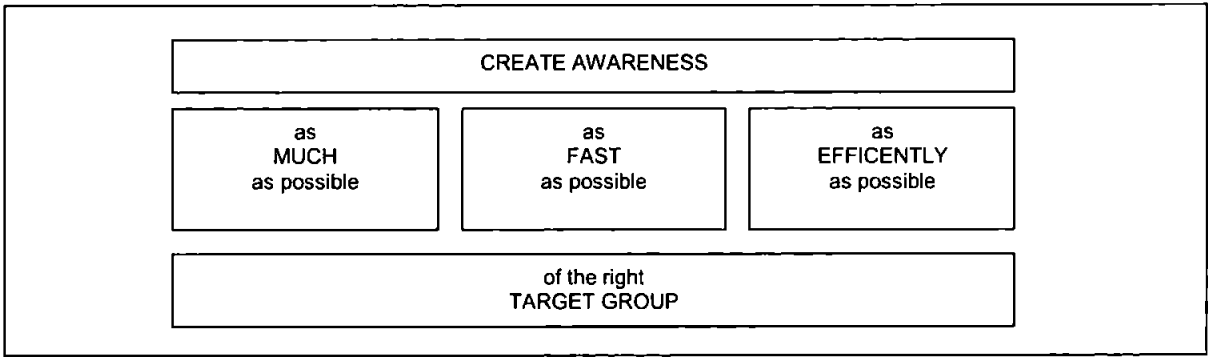 CREATE AWARENESS
as
MUCH
as possible
as
FAST
as possible
as
EFFICENTLY
as possible
of the right
TARGET GROUP